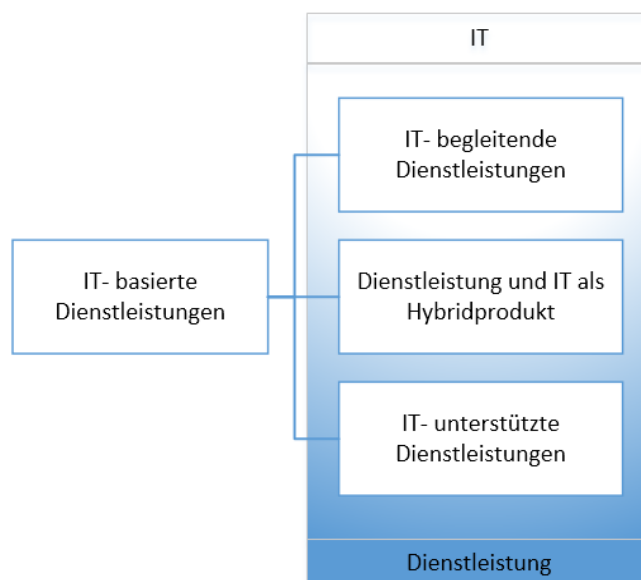 IT
IT- begleitende
Dienstleistungen
IT- basierte
Dienstleistungen
Dienstleistung und IT als
Hybridprodukt
IT- unterstützte
Dienstleistungen
Dienstleistung